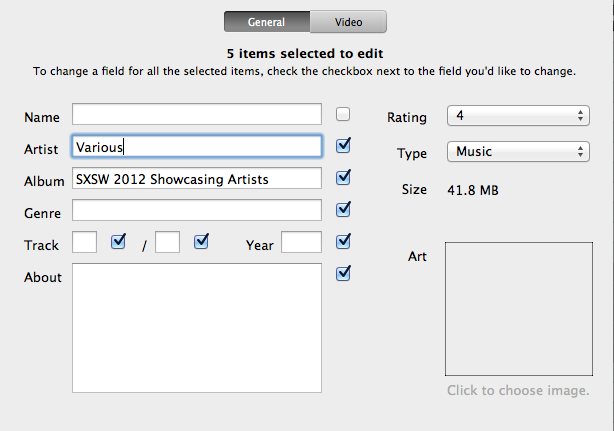 General Video
5 items selected to edit
To change a field for all the selected items, check the checkbox next to the field you'd like to change.
Name
Rating 4
Artist Various
Type Music
Album SXSW 2012 Showcasing Artists
Size 41.8 MB
Genre
Track / Year
Art
About
Click to choose image.